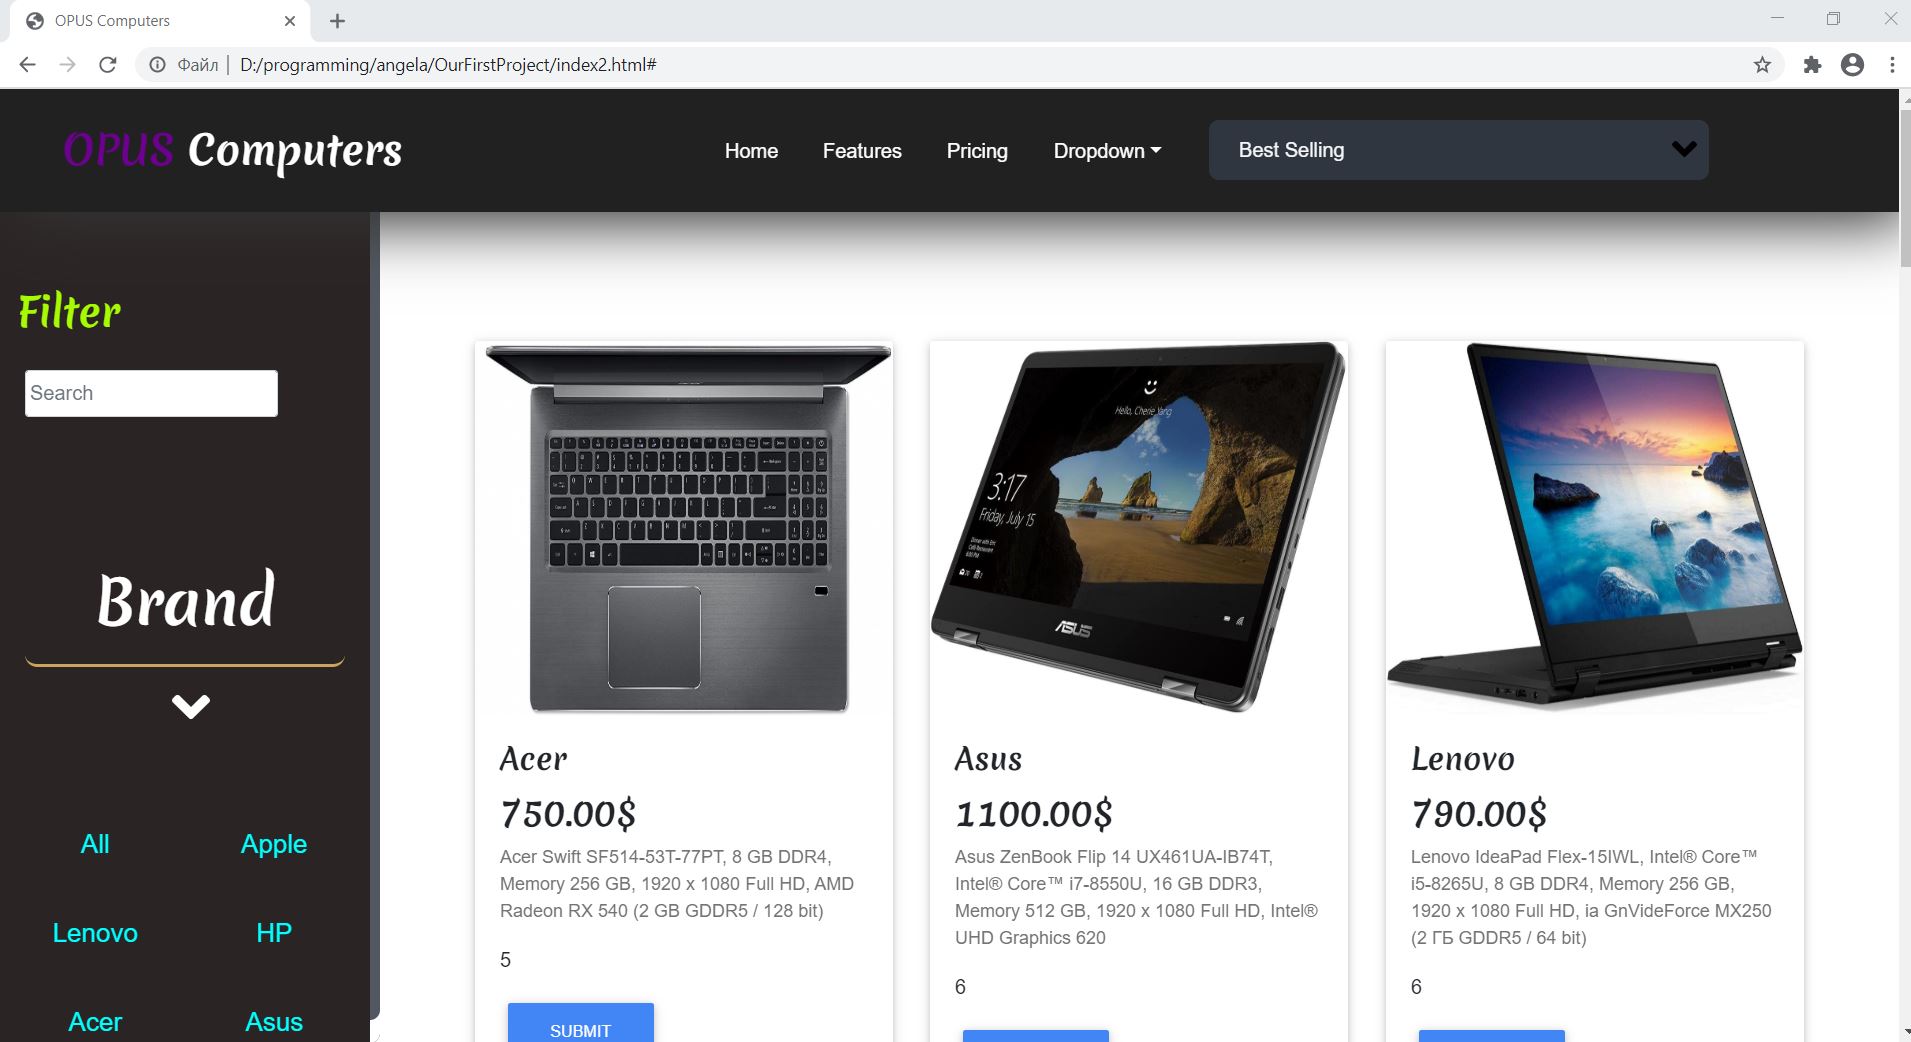 OPUS Computers
Файл
D:/programming/angela/OurFirstProject/index2.html#
OPUS Computers
Home
Features
Pricing
Dropdown
Best Selling
Filter
Search
Brand
All
Apple
Lenovo
HP
Acer
Asus
Acer
750.00$
Acer Swift SF514-53T-77PT, 8 GB DDR4,
Memory 256 GB, 1920 x 1080 Full HD, AMD
Radeon RX 540 (2 GB GDDR5 / 128 bit)
5
SUBMIT
Hello, Cherie Yang
3:17
Friday, July 15
ASUS
Asus
1100.00$
Asus ZenBook Flip 14 UX461UA-IB74T,
Intel® Core™ i7-8550U, 16 GB DDR3,
Memory 512 GB, 1920 x 1080 Full HD, Intel®
UHD Graphics 620
6
Lenovo
790.00$
Lenovo IdeaPad Flex-15IWL, Intel® Core™
i5-8265U, 8 GB DDR4, Memory 256 GB,
1920 x 1080 Full HD, ia GnVideForce MX250
(2 ГБ GDDR5 / 64 bit)
6